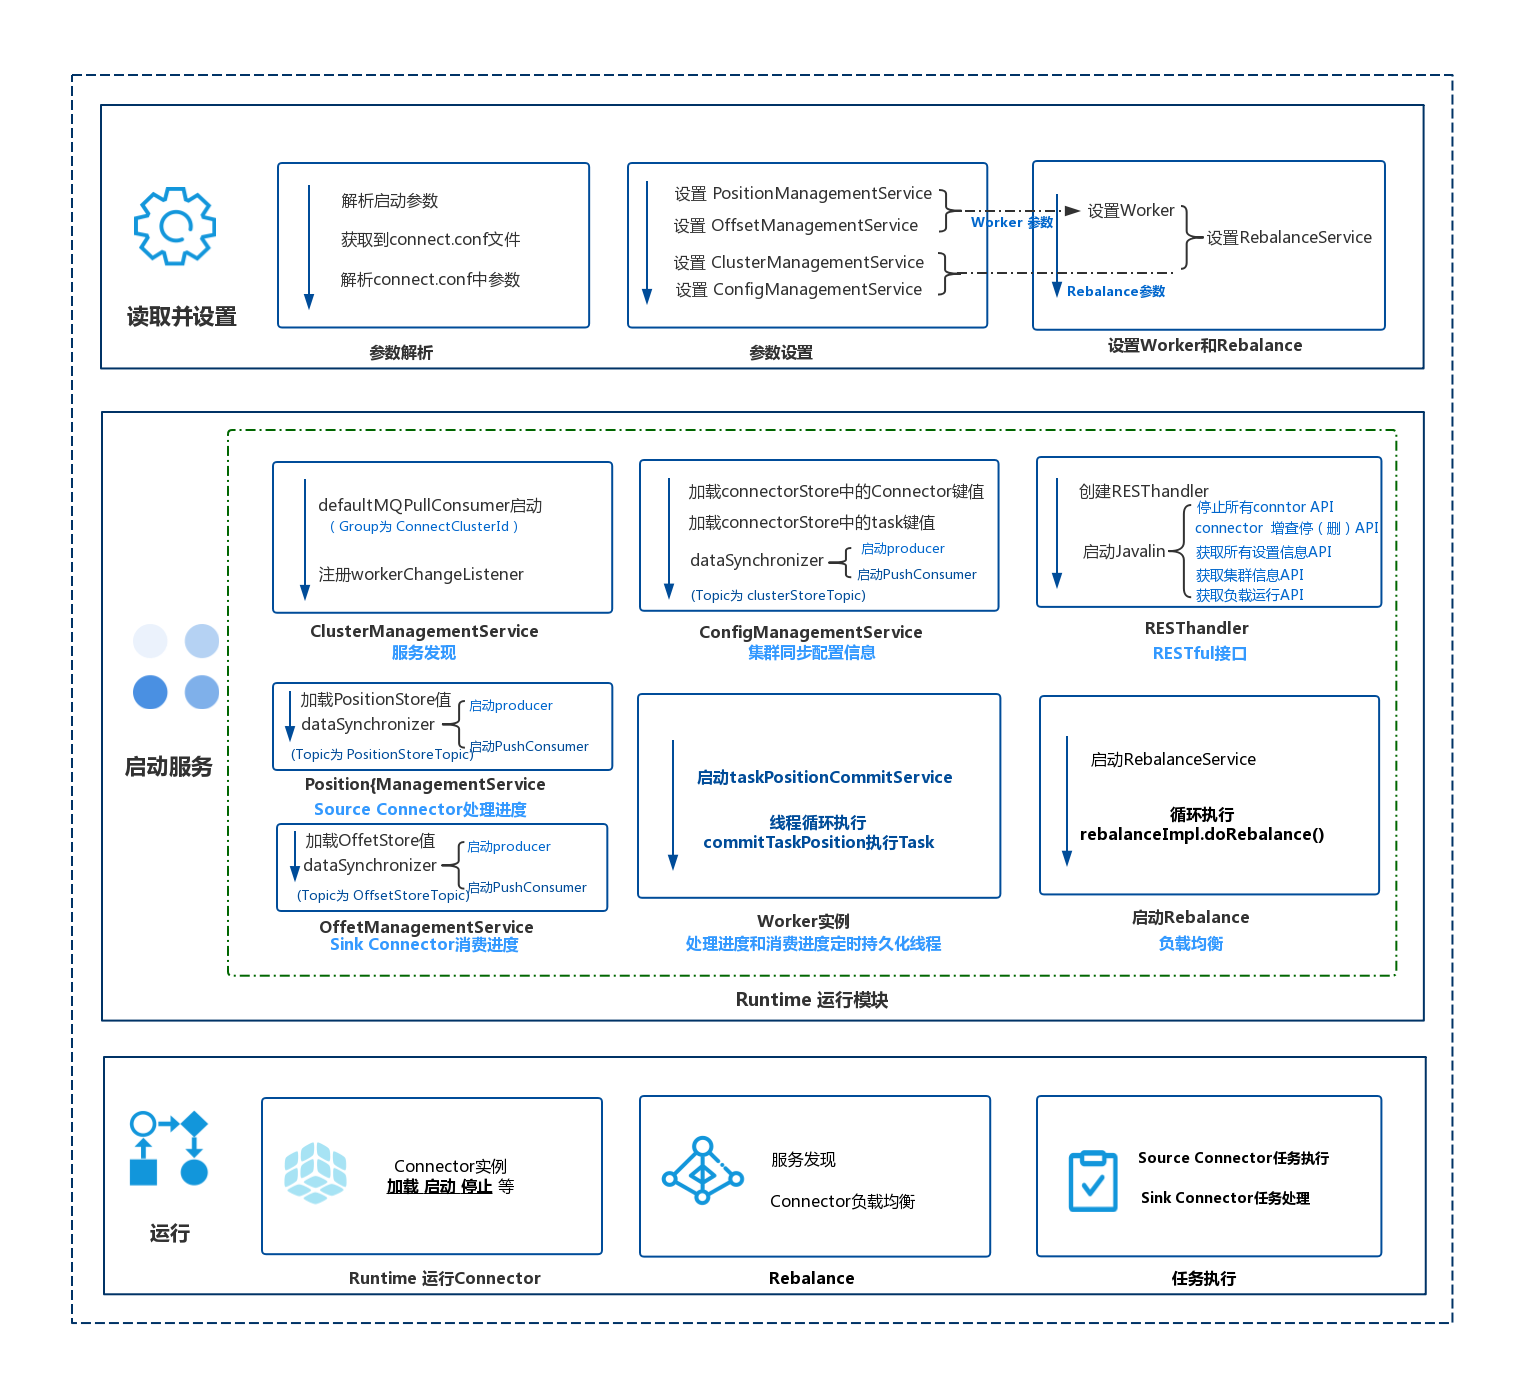 读取并设置
解析启动参数
获取到connect.conf文件
解析connect.conf中参数
参数解析
设置 PositionManagementService
设置 OffsetManagementService
设置 ClusterManagementService
设置 ConfigManagementService
参数设置
Worker 参数
设置Worker
设置RebalanceService
Rebalance参数
设置Worker和Rebalance
启动服务
defaultMQPullConsumer启动
（ Group为 ConnectClusterId ）
注册workerChangeListener
ClusterManagementService
服务发现
加载connectorStore中的Connector键值
加载connectorStore中的task键值
dataSynchronizer
启动producer
启动PushConsumer
(Topic为 clusterStoreTopic)
ConfigManagementService
集群同步配置信息
创建RESThandler
启动Javalin
停止所有conntor API
connector 增查停（删）API
获取所有设置信息API
获取集群信息API
获取负载运行API
RESThandler
RESTful接口
加载PositionStore值
dataSynchronizer
启动producer
启动PushConsumer
(Topic为 PositionStoreTopic)
Position{ManagementService
Source Connector处理进度
加载OffetStore值
dataSynchronizer
启动producer
启动PushConsumer
(Topic为 OffsetStoreTopic)
OffetManagementService
Sink Connector消费进度
启动taskPositionCommitService
线程循环执行
commitTaskPosition执行Task
Worker实例
处理进度和消费进度定时持久化线程
启动RebalanceService
循环执行
rebalanceImpl.doRebalance()
启动Rebalance
负载均衡
Runtime 运行模块
运行
Connector实例
加载 启动 停止 等
Runtime 运行Connector
服务发现
Connector负载均衡
Rebalance
Source Connector任务执行
Sink Connector任务处理
任务执行